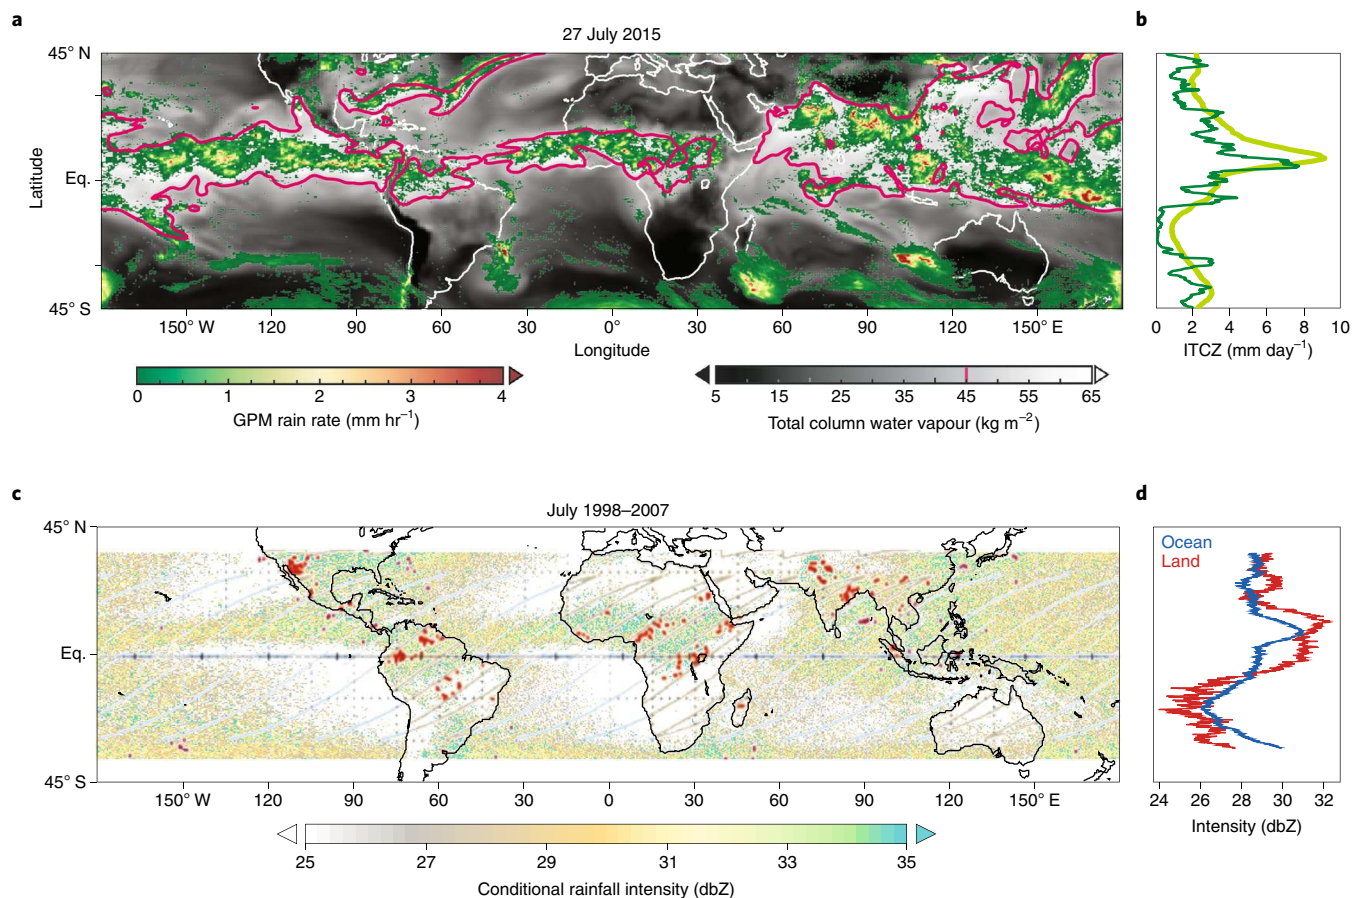 a
27 July 2015
45° N
Eq.
45° S
Latitude
150° W 120 90 60 30 0° 30 60 90 120 150° E
Longitude
0 1 2 3 4
GPM rain rate (mm hr⁻¹)
5 15 25 35 45 55 65
Total column water vapour (kg m⁻²)
b
0 2 4 6 8 10
ITCZ (mm day⁻¹)
c
July 1998–2007
45° N
Eq.
45° S
150° W 120 90 60 30 0 30 60 90 120 150° E
25 27 29 31 33 35
Conditional rainfall intensity (dbZ)
d
Ocean
Land
24 26 28 30 32
Intensity (dbZ)